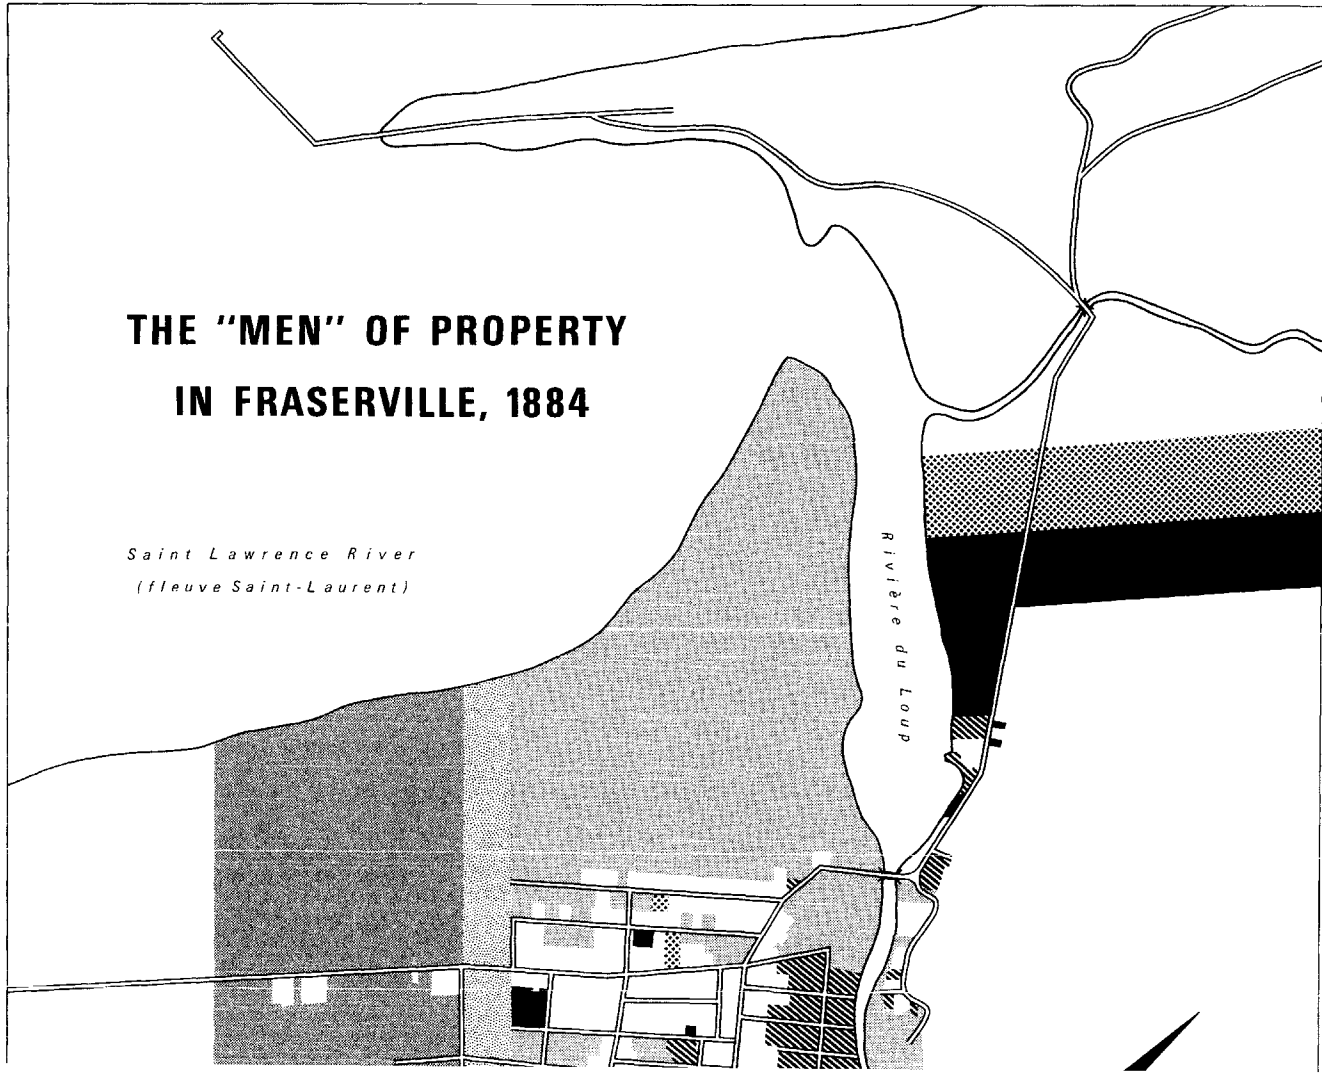 THE "MEN" OF PROPERTY
IN FRASERVILLE, 1884
Saint Lawrence River
(fleuve Saint-Laurent)
Rivière du Loup